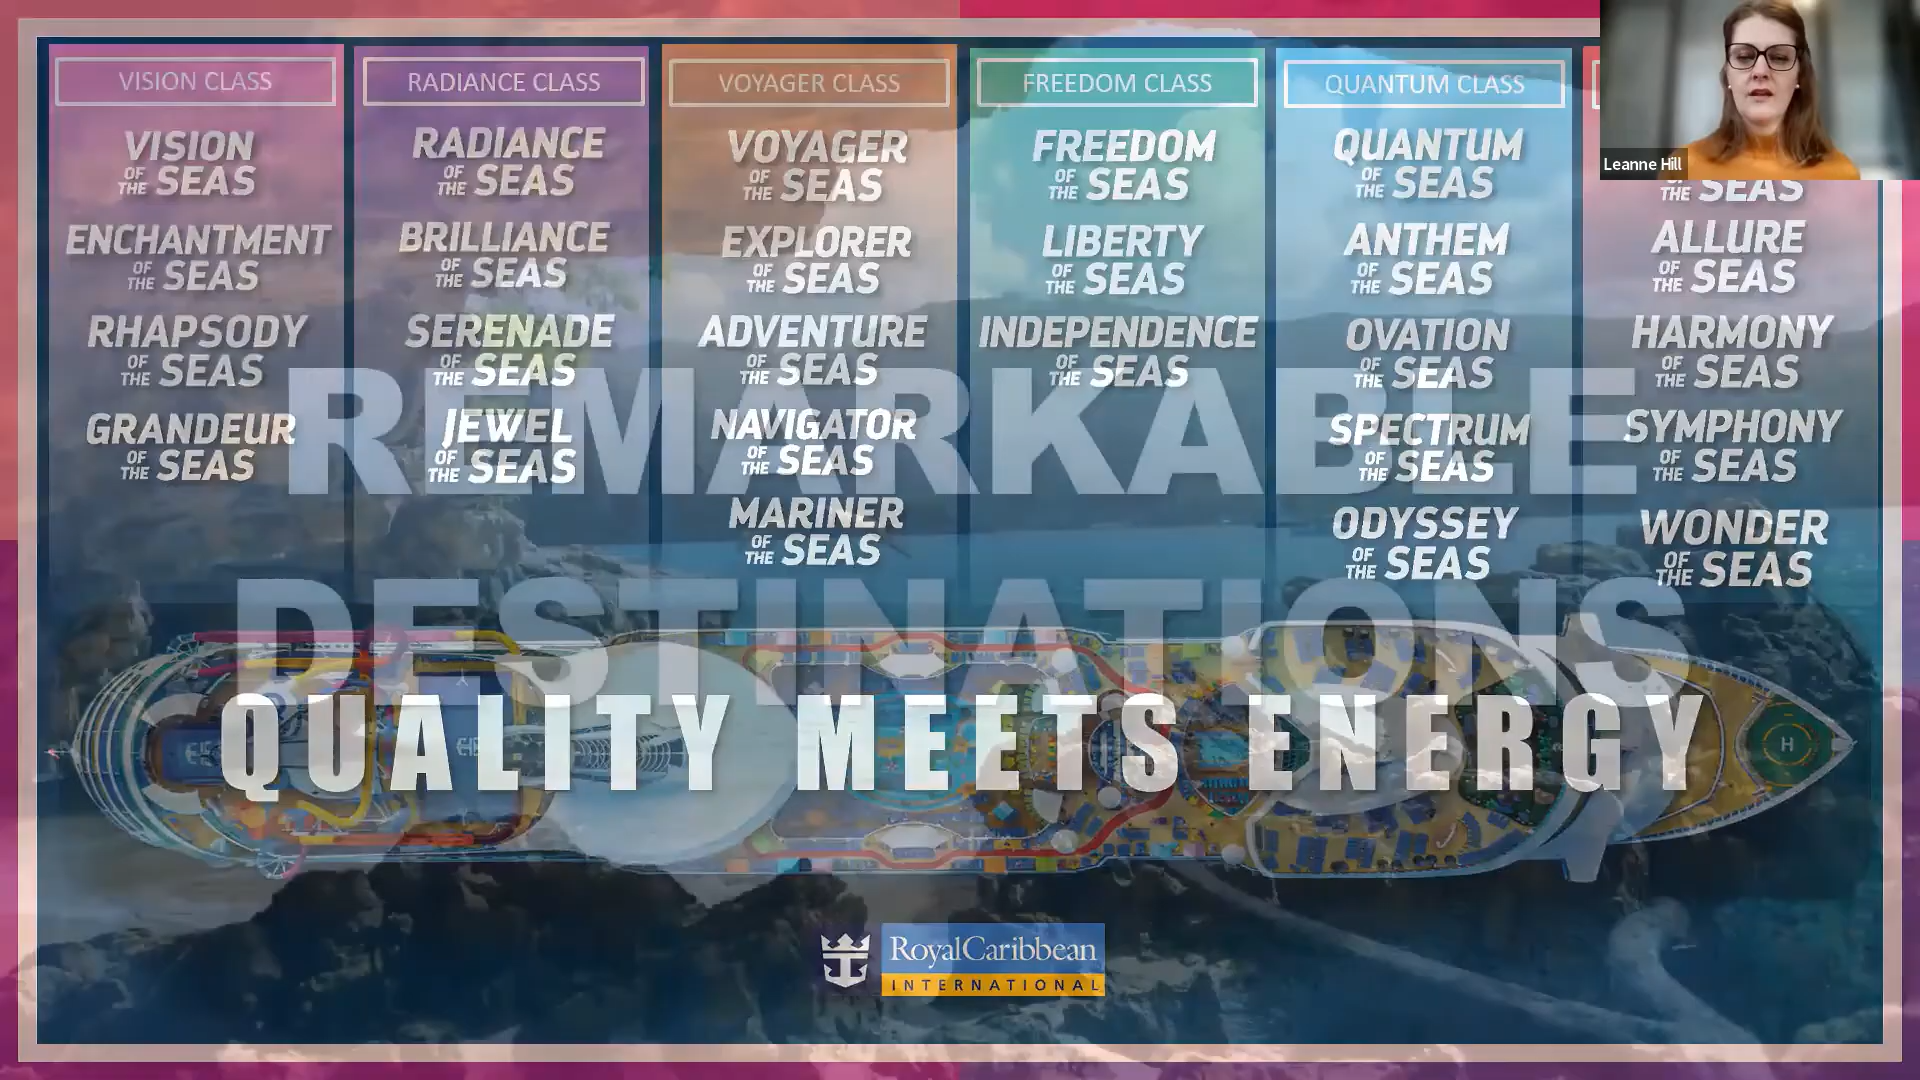 VISION CLASS
VISION
OF THE SEAS
ENCHANTMENT
OF THE SEAS
RHAPSODY
OF THE SEAS
GRANDEUR
OF THE SEAS
RADIANCE CLASS
RADIANCE
OF THE SEAS
BRILLIANCE
OF THE SEAS
SERENADE
OF THE SEAS
JEWEL
OF THE SEAS
VOYAGER CLASS
VOYAGER
OF THE SEAS
EXPLORER
OF THE SEAS
ADVENTURE
OF THE SEAS
NAVIGATOR
OF THE SEAS
MARINER
OF THE SEAS
FREEDOM CLASS
FREEDOM
OF THE SEAS
LIBERTY
OF THE SEAS
INDEPENDENCE
OF THE SEAS
QUANTUM CLASS
QUANTUM
OF THE SEAS
ANTHEM
OF THE SEAS
OVATION
OF THE SEAS
SPECTRUM
OF THE SEAS
ODYSSEY
OF THE SEAS
Leanne Hill
OF THE SEAS
ALLURE
OF THE SEAS
HARMONY
OF THE SEAS
SYMPHONY
OF THE SEAS
WONDER
OF THE SEAS
REMARKABLE
DESTINATIONS
QUALITY MEETS ENERGY
H
RoyalCaribbean
INTERNATIONAL